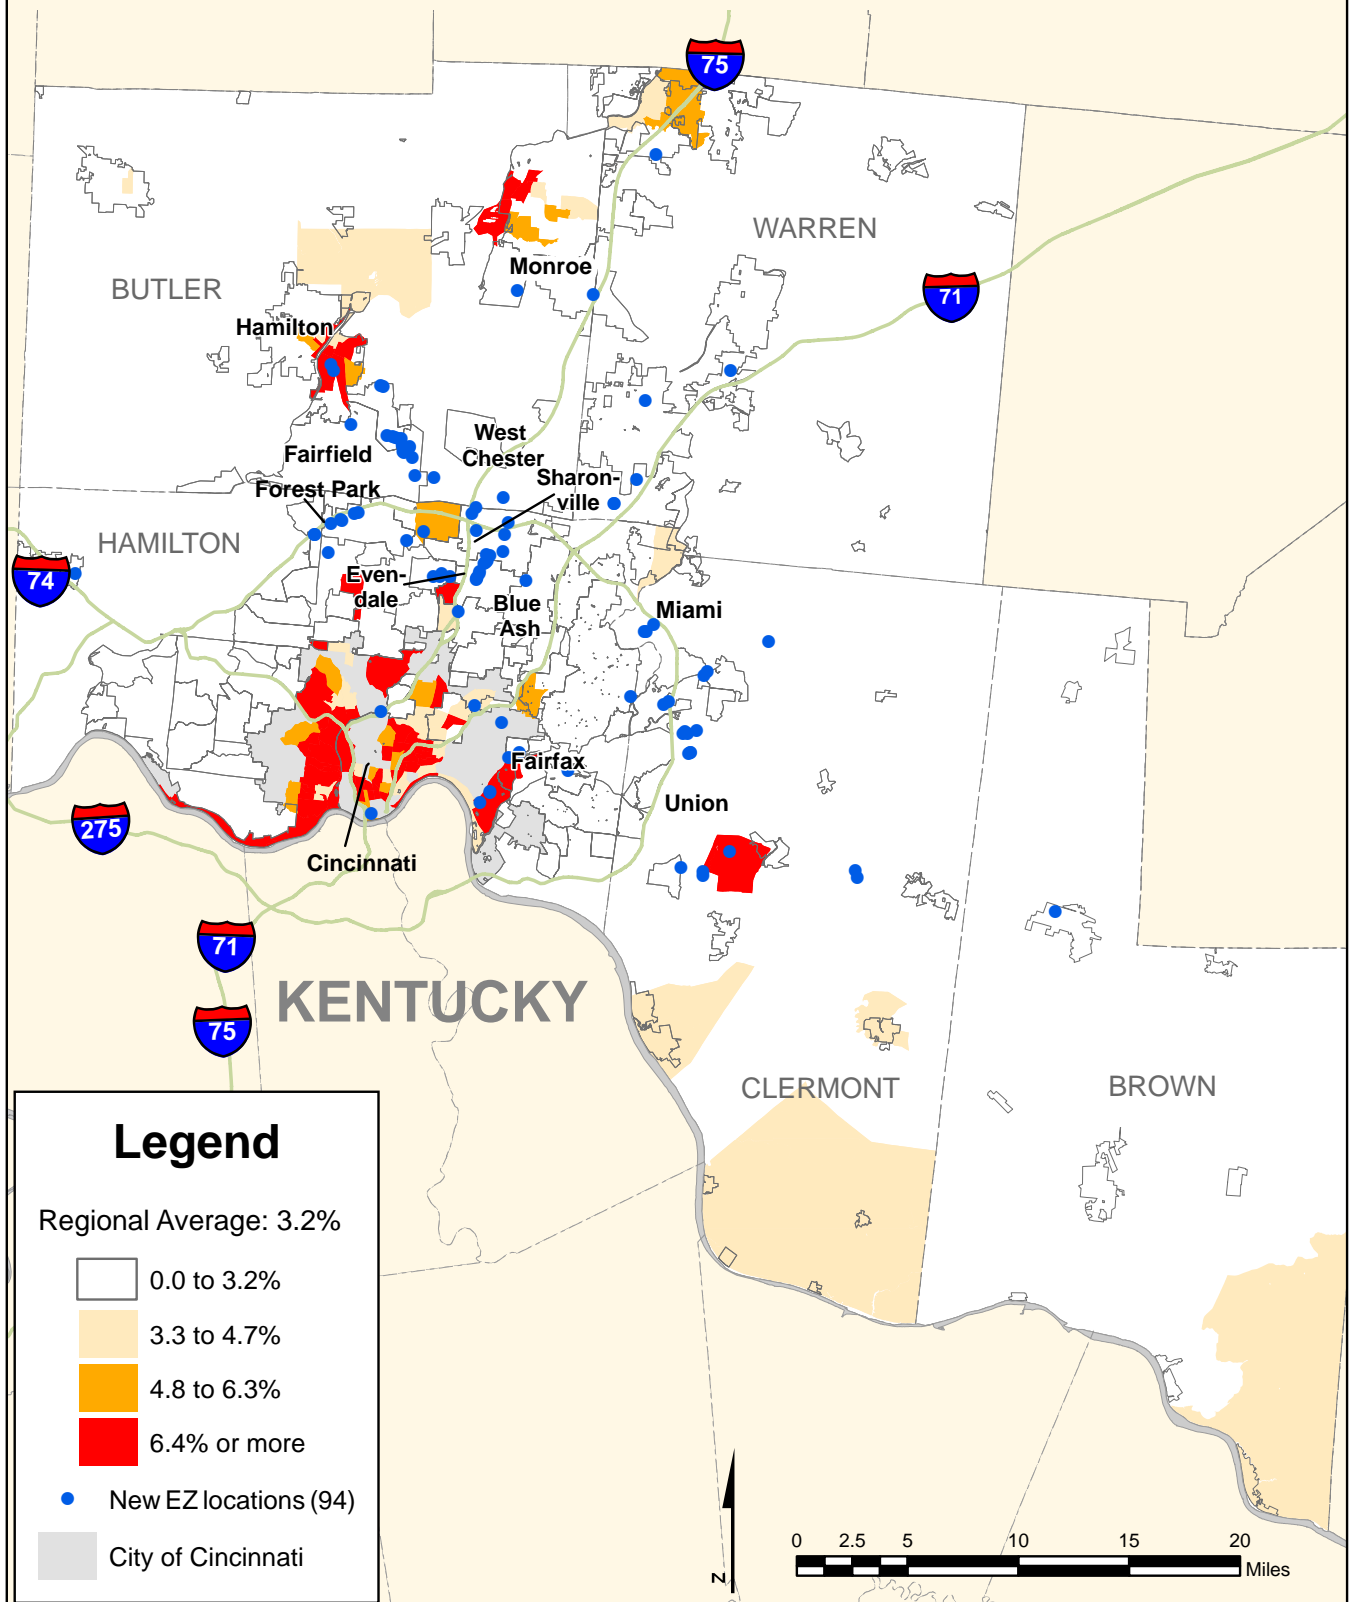 75
WARREN
BUTLER
Monroe
71
Hamilton
West
Chester
Fairfield
Sharon-
ville
Forest Park
HAMILTON
74
Even-
dale
Blue
Ash
Miami
Fairfax
Union
275
Cincinnati
71
KENTUCKY
75
CLERMONT
BROWN
Legend
Regional Average: 3.2%
0.0 to 3.2%
3.3 to 4.7%
4.8 to 6.3%
6.4% or more
New EZ locations (94)
City of Cincinnati
N
0 2.5 5 10 15 20
Miles